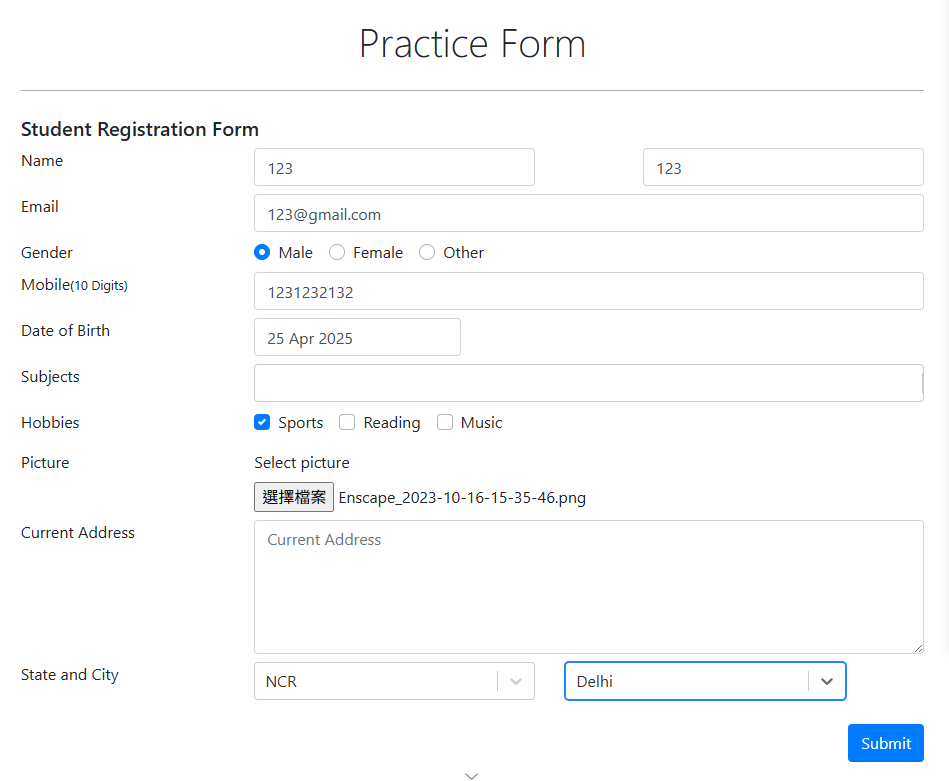 Practice Form
Student Registration Form
Name 123 123
Email 123@gmail.com
Gender Male Female Other
Mobile(10 Digits) 1231232132
Date of Birth 25 Apr 2025
Subjects
Hobbies Sports Reading Music
Picture Select picture
選擇檔案 Enscape_2023-10-16-15-35-46.png
Current Address Current Address
State and City NCR Delhi
Submit